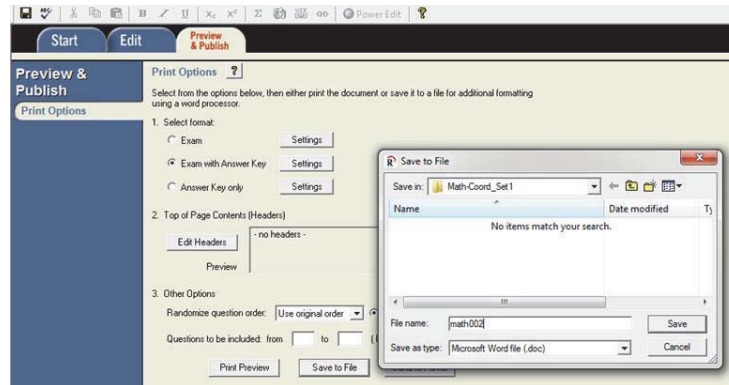 B I U x₂ x² Σ Power Edit ?
Start Edit Preview & Publish
Preview & Publish
Print Options
Print Options ?
Select from the options below, then either print the document or save it to a file for additional formatting
using a word processor.
1. Select format:
Exam Settings
Exam with Answer Key Settings
Answer Key only Settings
2. Top of Page Contents (Headers)
Edit Headers - no headers -
Preview
3. Other Options
Randomize question order: Use original order
Questions to be included: from to
Print Preview Save to File
Save to File
Save in: Math-Coord_Set1
Name Date modified
No items match your search.
File name: math002 Save
Save as type: Microsoft Word file (.doc) Cancel